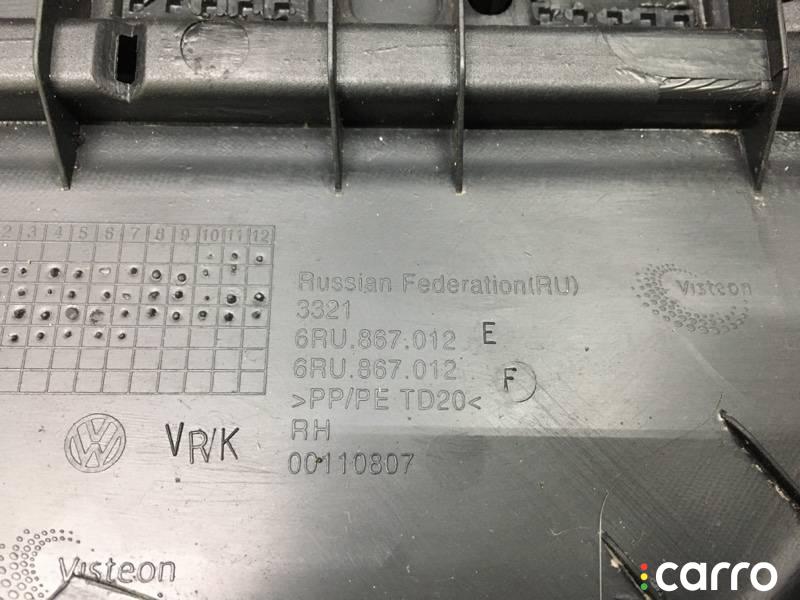 2 3 4 5 6 7 8 9 10 11 12
Russian Federation(RU)
3321
6RU.867.012 E
6RU.867.012 F
>PP/PE TD20<
RH
00110807
Visteon
VW
VR/K
Visteon
carro